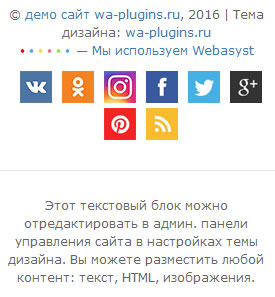 © демо сайт wa-plugins.ru, 2016 | Тема
дизайна: wa-plugins.ru
— Мы используем Webasyst
g+
Этот текстовый блок можно
отредактировать в админ. панели
управления сайта в настройках темы
дизайна. Вы можете разместить любой
контент: текст, HTML, изображения.